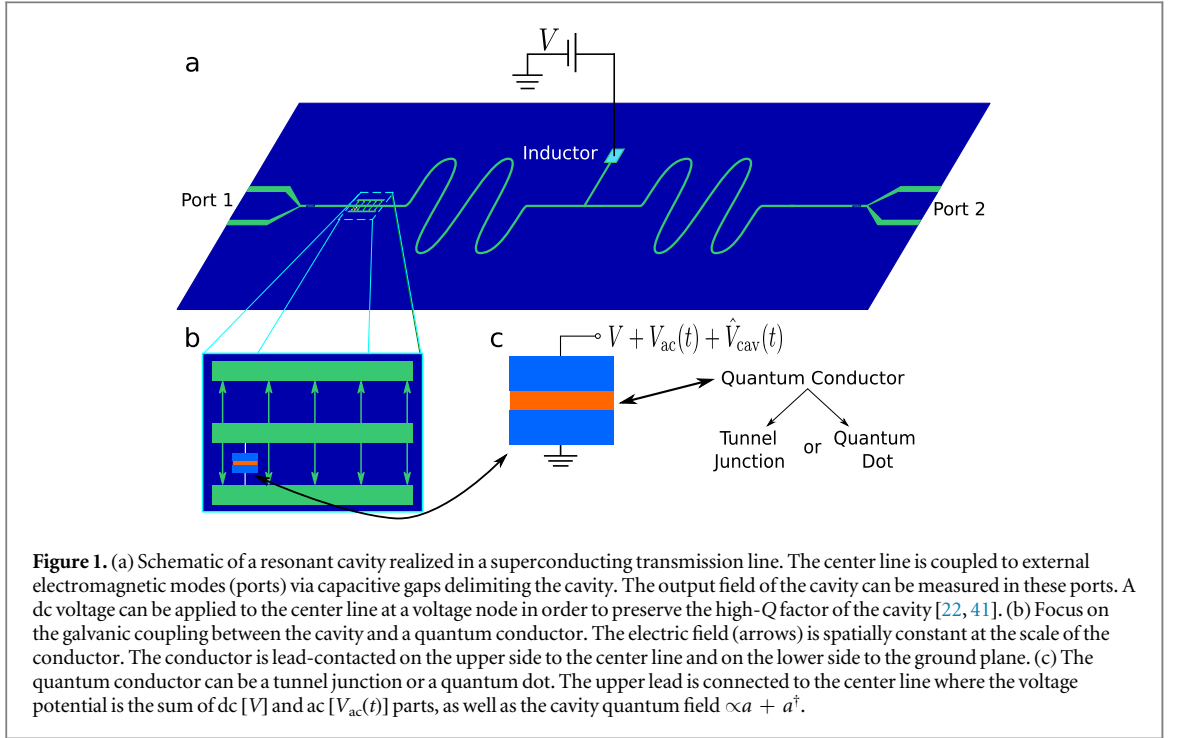 a
V
Inductor
Port 1
Port 2
b
c
V + V_ac(t) + V̂_cav(t)
Quantum Conductor
Tunnel
Junction
or
Quantum
Dot
Figure 1. (a) Schematic of a resonant cavity realized in a superconducting transmission line. The center line is coupled to external
electromagnetic modes (ports) via capacitive gaps delimiting the cavity. The output field of the cavity can be measured in these ports. A
dc voltage can be applied to the center line at a voltage node in order to preserve the high-Q factor of the cavity [22, 41]. (b) Focus on
the galvanic coupling between the cavity and a quantum conductor. The electric field (arrows) is spatially constant at the scale of the
conductor. The conductor is lead-contacted on the upper side to the center line and on the lower side to the ground plane. (c) The
quantum conductor can be a tunnel junction or a quantum dot. The upper lead is connected to the center line where the voltage
potential is the sum of dc [V] and ac [V_ac(t)] parts, as well as the cavity quantum field ∝a + a†.